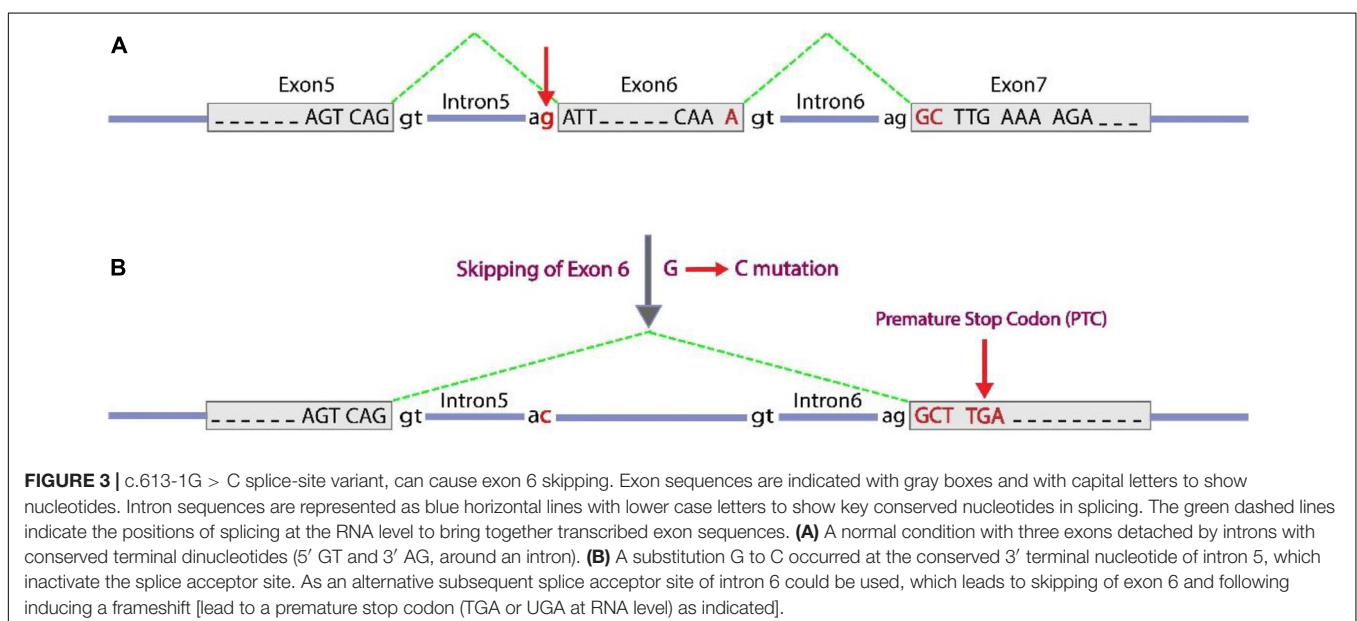 A
Exon5 Exon6 Exon7
Intron5 Intron6
_ _ _ _ _ _ AGT CAG gt ag ATT_ _ _ _ _ CAA A gt ag GC TTG AAA AGA _ _ _
B
Skipping of Exon 6 G C mutation
Premature Stop Codon (PTC)
Intron5 Intron6
_ _ _ _ _ _ AGT CAG gt ac gt ag GCT TGA _ _ _ _ _ _ _ _ _
FIGURE 3 | c.613-1G > C splice-site variant, can cause exon 6 skipping. Exon sequences are indicated with gray boxes and with capital letters to show
nucleotides. Intron sequences are represented as blue horizontal lines with lower case letters to show key conserved nucleotides in splicing. The green dashed lines
indicate the positions of splicing at the RNA level to bring together transcribed exon sequences. (A) A normal condition with three exons detached by introns with
conserved terminal dinucleotides (5′ GT and 3′ AG, around an intron). (B) A substitution G to C occurred at the conserved 3′ terminal nucleotide of intron 5, which
inactivate the splice acceptor site. As an alternative subsequent splice acceptor site of intron 6 could be used, which leads to skipping of exon 6 and following
inducing a frameshift [lead to a premature stop codon (TGA or UGA at RNA level) as indicated].